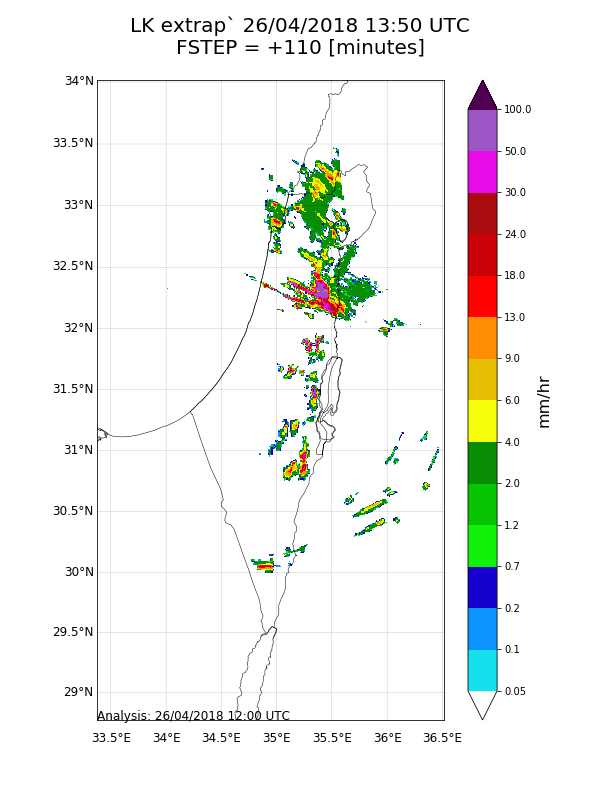 LK extrap` 26/04/2018 13:50 UTC
FSTEP = +110 [minutes]
34°N
33.5°N
33°N
32.5°N
32°N
31.5°N
31°N
30.5°N
30°N
29.5°N
29°N
Analysis: 26/04/2018 12:00 UTC
33.5°E 34°E 34.5°E 35°E 35.5°E 36°E 36.5°E
100.0
50.0
30.0
24.0
18.0
13.0
9.0
6.0
4.0
2.0
1.2
0.7
0.2
0.1
0.05
mm/hr